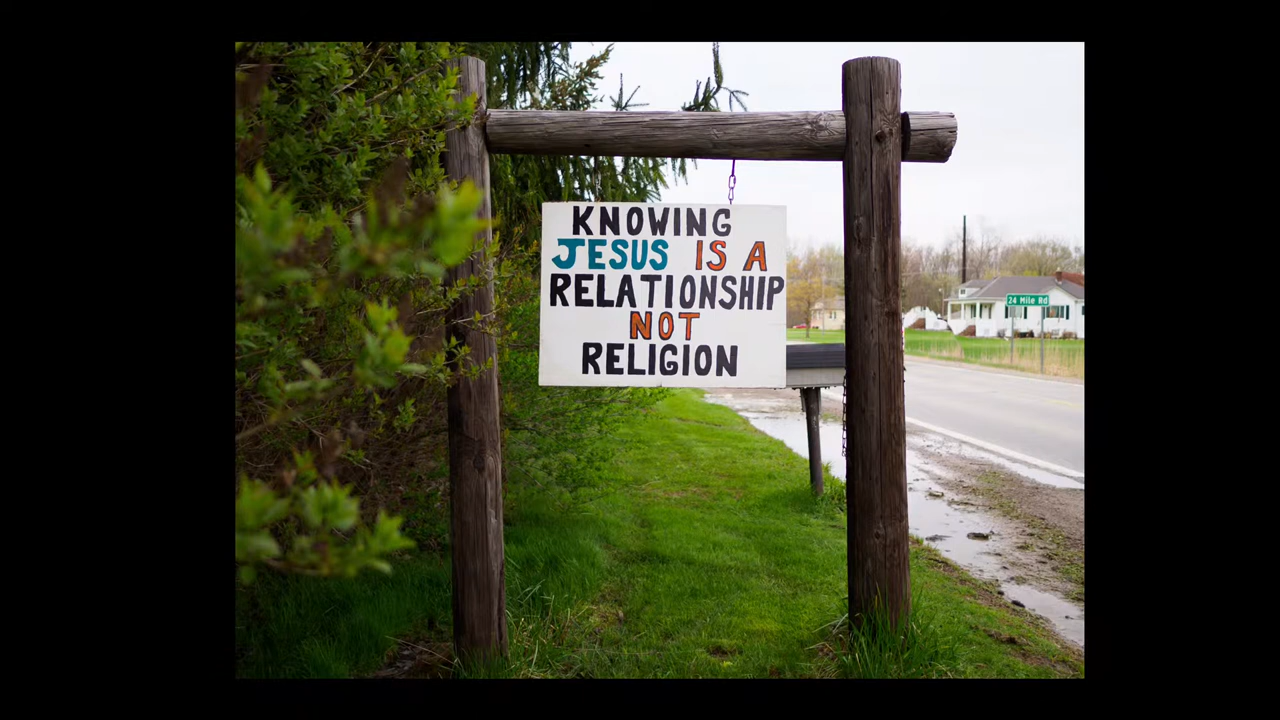 KNOWING
JESUS IS A
RELATIONSHIP
NOT
RELIGION
24 Mile Rd